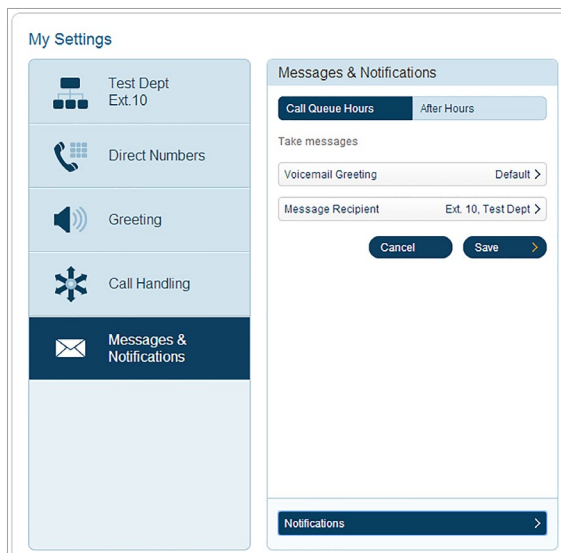 My Settings
Test Dept
Ext.10
Direct Numbers
Greeting
Call Handling
Messages &
Notifications
Messages & Notifications
Call Queue Hours After Hours
Take messages
Voicemail Greeting Default
Message Recipient Ext. 10, Test Dept
Cancel Save
Notifications